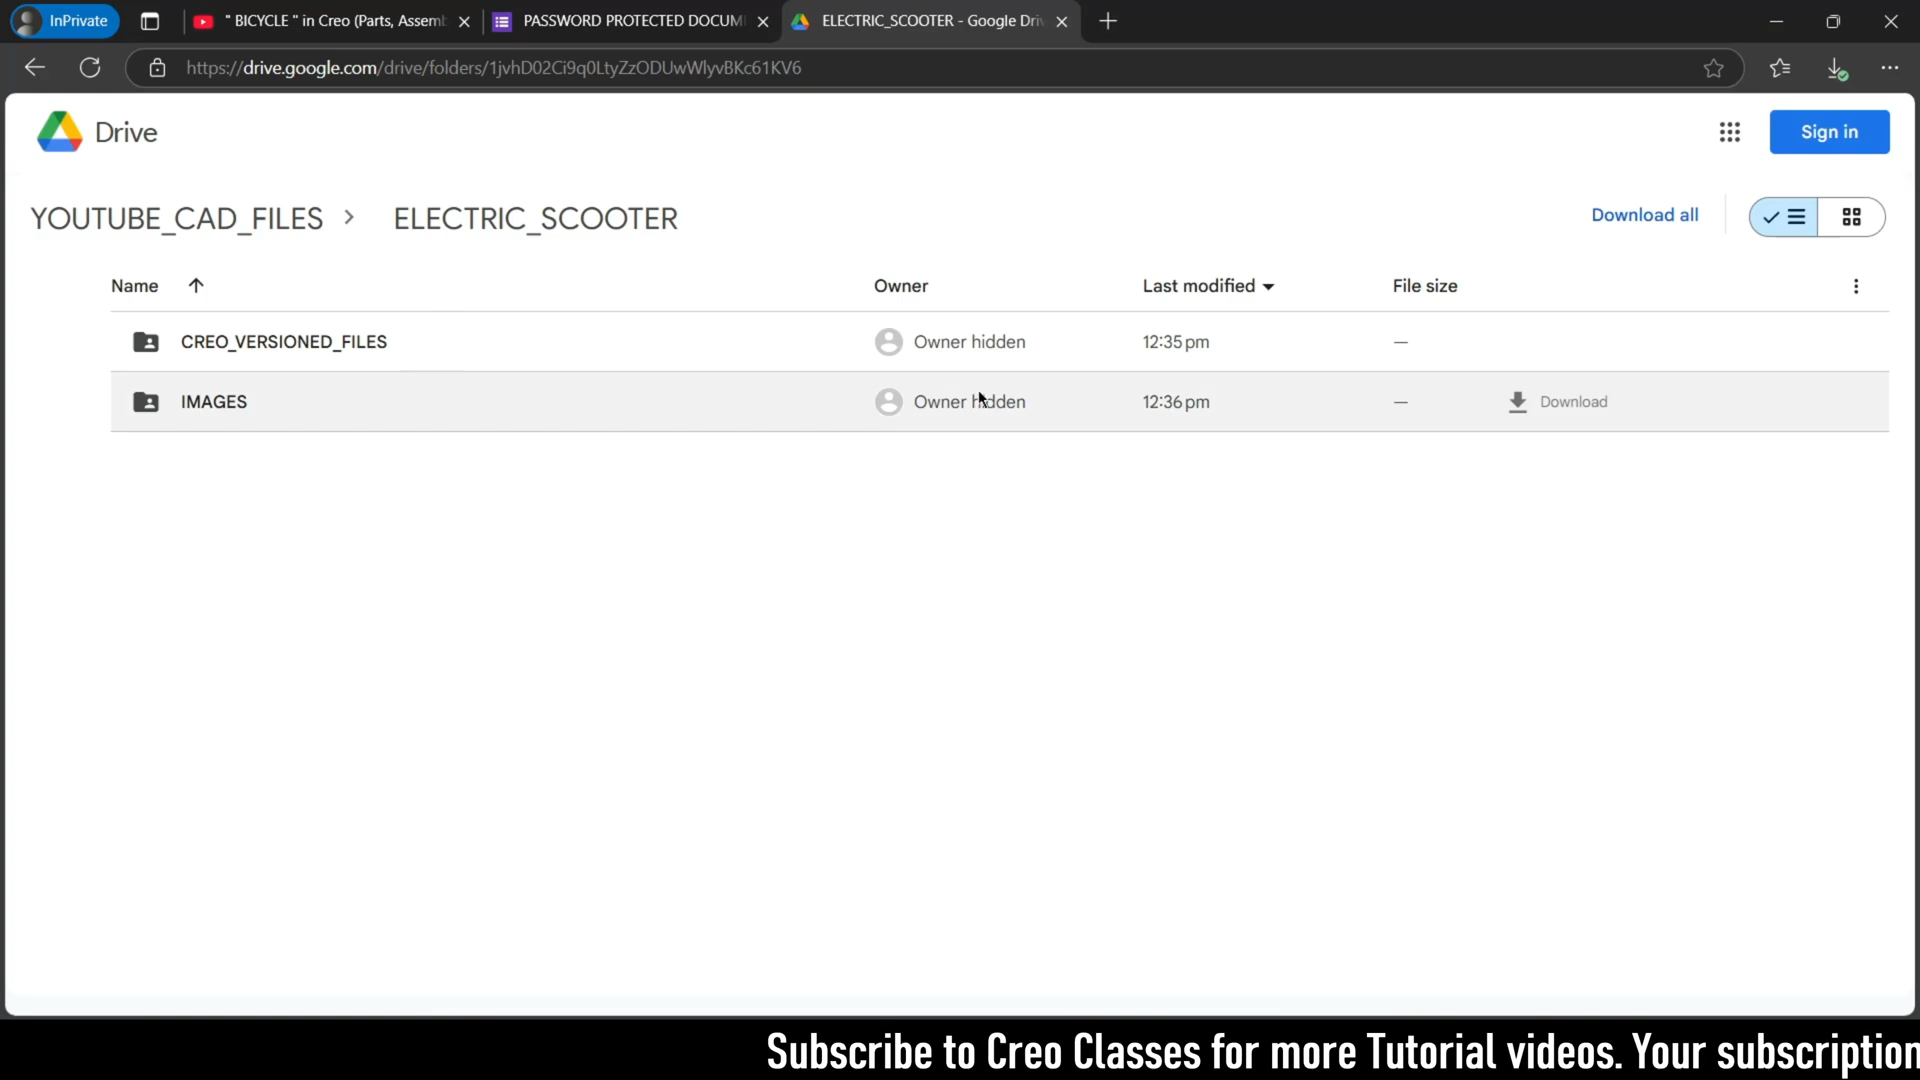 InPrivate
" BICYCLE " in Creo (Parts, Assemb
PASSWORD PROTECTED DOCUM
ELECTRIC_SCOOTER - Google Driv
https://drive.google.com/drive/folders/1jvhD02Ci9q0LtyZzODUwWlyvBKc61KV6
Drive
Sign in
YOUTUBE_CAD_FILES > ELECTRIC_SCOOTER
Download all
Name Owner Last modified File size
CREO_VERSIONED_FILES Owner hidden 12:35 pm —
IMAGES Owner hidden 12:36 pm — Download
Subscribe to Creo Classes for more Tutorial videos. Your subscription